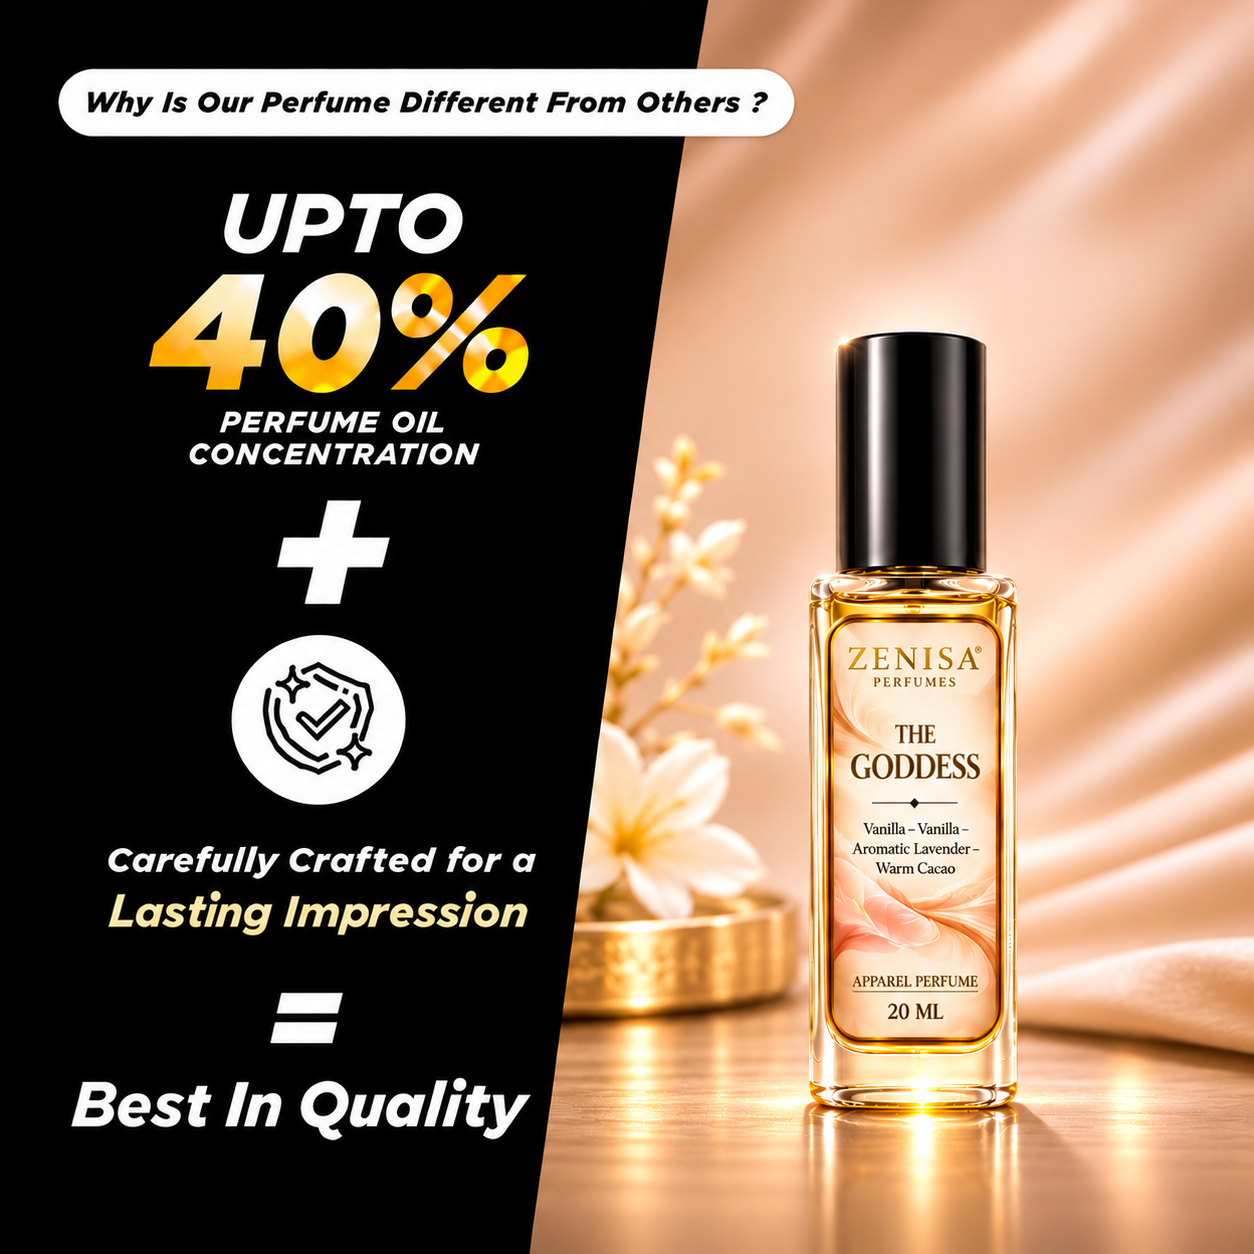 Why Is Our Perfume Different From Others ?
UPTO
40%
PERFUME OIL
CONCENTRATION
+
Carefully Crafted for a
Lasting Impression
=
Best In Quality
ZENISA®
PERFUMES
THE
GODDESS
Vanilla – Vanilla –
Aromatic Lavender –
Warm Cacao
APPAREL PERFUME
20 ML